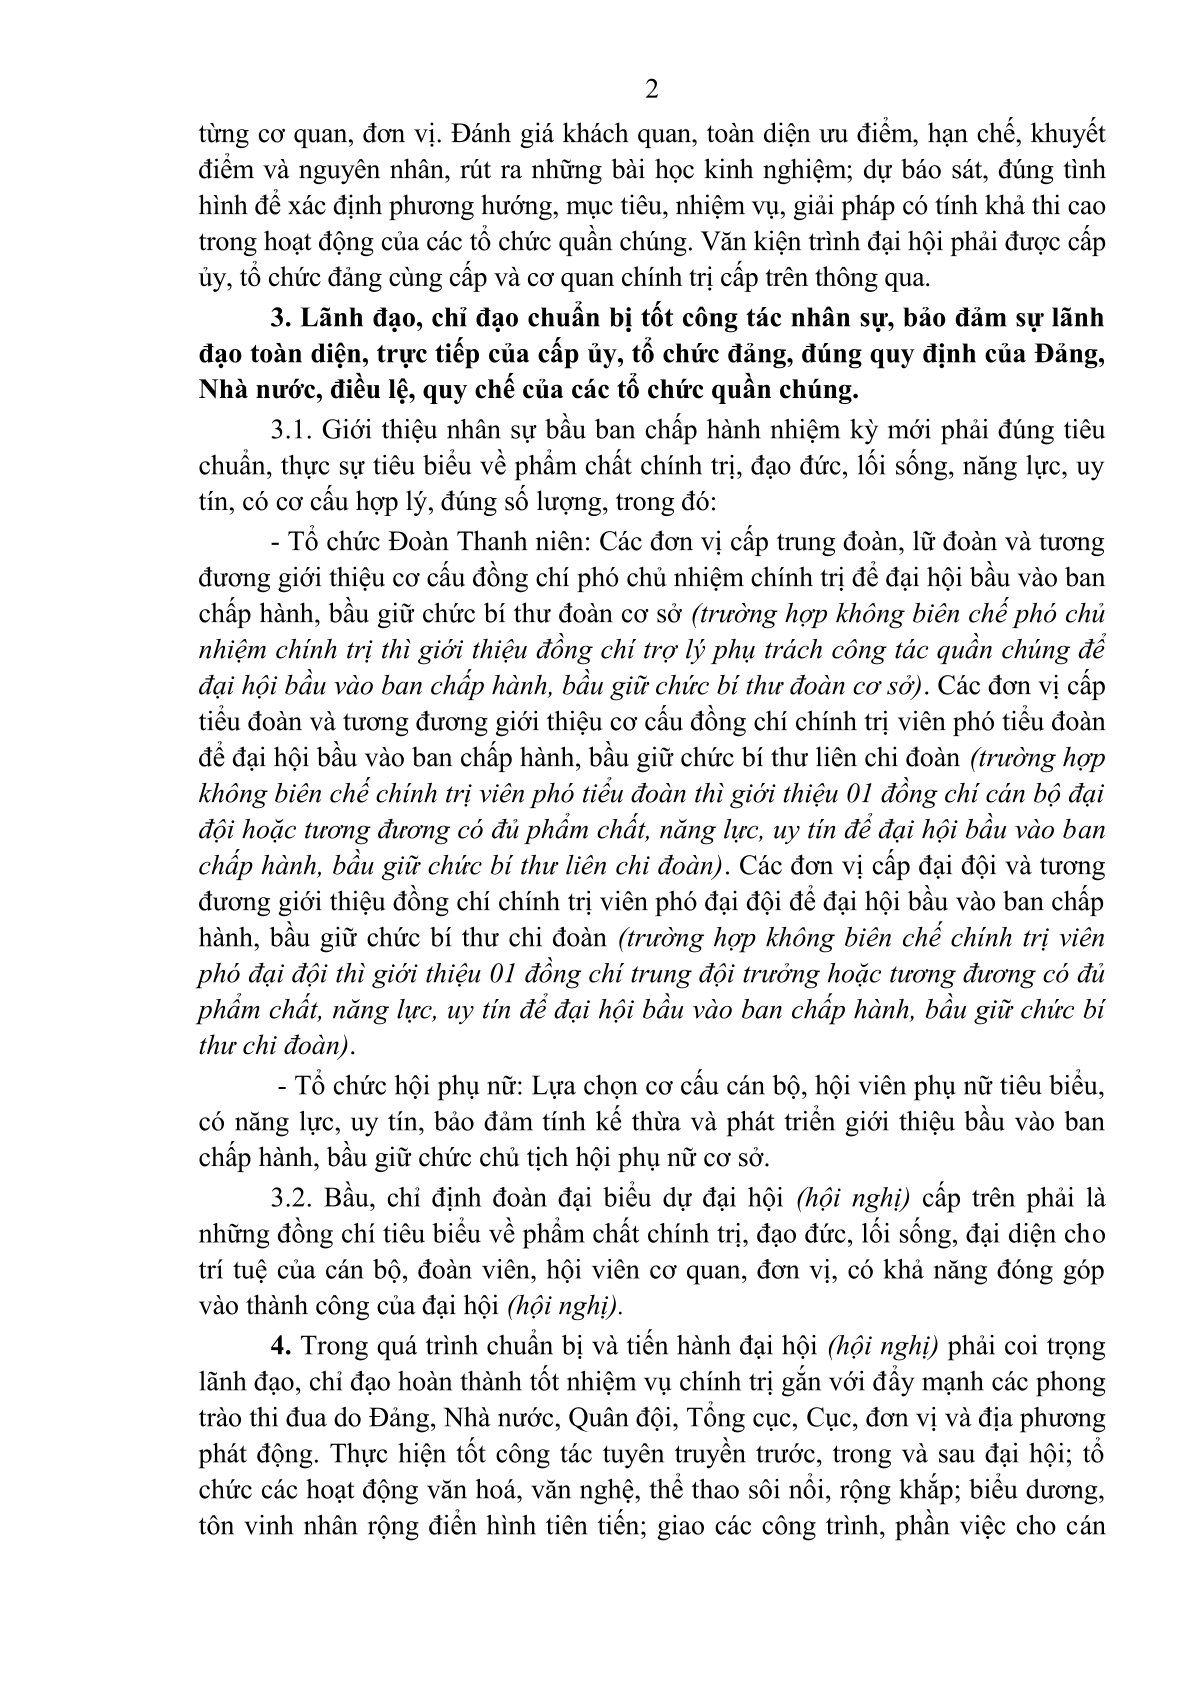 2
từng cơ quan, đơn vị. Đánh giá khách quan, toàn diện ưu điểm, hạn chế, khuyết
điểm và nguyên nhân, rút ra những bài học kinh nghiệm; dự báo sát, đúng tình
hình để xác định phương hướng, mục tiêu, nhiệm vụ, giải pháp có tính khả thi cao
trong hoạt động của các tổ chức quần chúng. Văn kiện trình đại hội phải được cấp
ủy, tổ chức đảng cùng cấp và cơ quan chính trị cấp trên thông qua.
3. Lãnh đạo, chỉ đạo chuẩn bị tốt công tác nhân sự, bảo đảm sự lãnh
đạo toàn diện, trực tiếp của cấp ủy, tổ chức đảng, đúng quy định của Đảng,
Nhà nước, điều lệ, quy chế của các tổ chức quần chúng.
3.1. Giới thiệu nhân sự bầu ban chấp hành nhiệm kỳ mới phải đúng tiêu
chuẩn, thực sự tiêu biểu về phẩm chất chính trị, đạo đức, lối sống, năng lực, uy
tín, có cơ cấu hợp lý, đúng số lượng, trong đó:
- Tổ chức Đoàn Thanh niên: Các đơn vị cấp trung đoàn, lữ đoàn và tương
đương giới thiệu cơ cấu đồng chí phó chủ nhiệm chính trị để đại hội bầu vào ban
chấp hành, bầu giữ chức bí thư đoàn cơ sở (trường hợp không biên chế phó chủ
nhiệm chính trị thì giới thiệu đồng chí trợ lý phụ trách công tác quần chúng để
đại hội bầu vào ban chấp hành, bầu giữ chức bí thư đoàn cơ sở). Các đơn vị cấp
tiểu đoàn và tương đương giới thiệu cơ cấu đồng chí chính trị viên phó tiểu đoàn
để đại hội bầu vào ban chấp hành, bầu giữ chức bí thư liên chi đoàn (trường hợp
không biên chế chính trị viên phó tiểu đoàn thì giới thiệu 01 đồng chí cán bộ đại
đội hoặc tương đương có đủ phẩm chất, năng lực, uy tín để đại hội bầu vào ban
chấp hành, bầu giữ chức bí thư liên chi đoàn). Các đơn vị cấp đại đội và tương
đương giới thiệu đồng chí chính trị viên phó đại đội để đại hội bầu vào ban chấp
hành, bầu giữ chức bí thư chi đoàn (trường hợp không biên chế chính trị viên
phó đại đội thì giới thiệu 01 đồng chí trung đội trưởng hoặc tương đương có đủ
phẩm chất, năng lực, uy tín để đại hội bầu vào ban chấp hành, bầu giữ chức bí
thư chi đoàn).
- Tổ chức hội phụ nữ: Lựa chọn cơ cấu cán bộ, hội viên phụ nữ tiêu biểu,
có năng lực, uy tín, bảo đảm tính kế thừa và phát triển giới thiệu bầu vào ban
chấp hành, bầu giữ chức chủ tịch hội phụ nữ cơ sở.
3.2. Bầu, chỉ định đoàn đại biểu dự đại hội (hội nghị) cấp trên phải là
những đồng chí tiêu biểu về phẩm chất chính trị, đạo đức, lối sống, đại diện cho
trí tuệ của cán bộ, đoàn viên, hội viên cơ quan, đơn vị, có khả năng đóng góp
vào thành công của đại hội (hội nghị).
4. Trong quá trình chuẩn bị và tiến hành đại hội (hội nghị) phải coi trọng
lãnh đạo, chỉ đạo hoàn thành tốt nhiệm vụ chính trị gắn với đẩy mạnh các phong
trào thi đua do Đảng, Nhà nước, Quân đội, Tổng cục, Cục, đơn vị và địa phương
phát động. Thực hiện tốt công tác tuyên truyền trước, trong và sau đại hội; tổ
chức các hoạt động văn hoá, văn nghệ, thể thao sôi nổi, rộng khắp; biểu dương,
tôn vinh nhân rộng điển hình tiên tiến; giao các công trình, phần việc cho cán